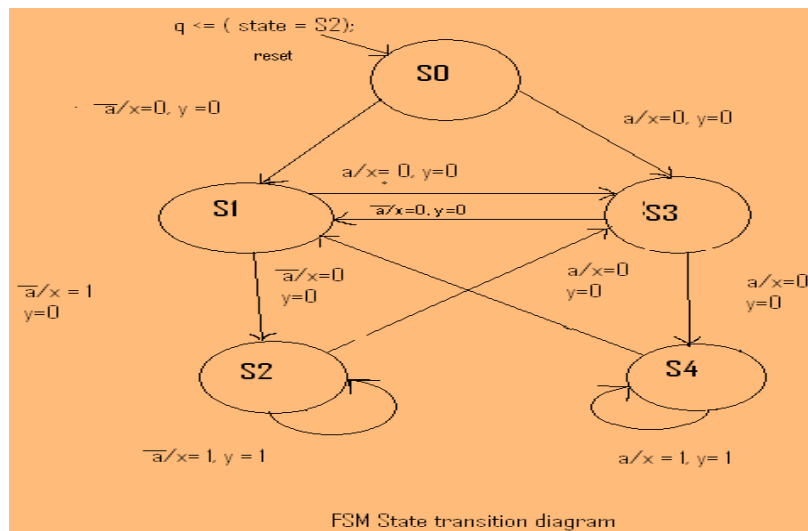 q <= ( state = S2);
reset
S0
a̅/x=0, y =0
a/x=0, y=0
a/x= 0, y=0
S1
a̅/x=0, y=0
S3
a̅/x = 1
y=0
a̅/x=0
y=0
a/x=0
y=0
a/x=0
y=0
S2
S4
a̅/x= 1, y = 1
a/x = 1, y= 1
FSM State transition diagram